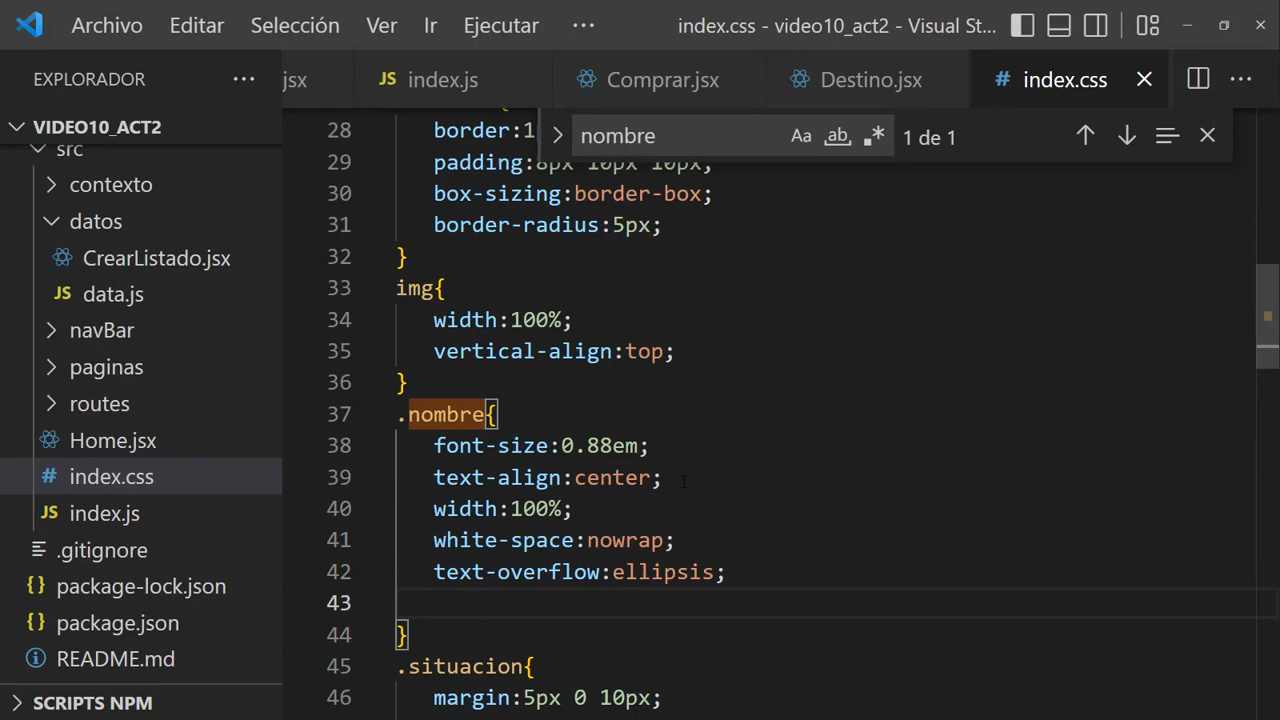 Archivo Editar Selección Ver Ir Ejecutar ··· index.css - video10_act2 - Visual St...
EXPLORADOR ··· jsx JS index.js Comprar.jsx Destino.jsx # index.css
VIDEO10_ACT2
src
contexto
datos
CrearListado.jsx
JS data.js
navBar
paginas
routes
Home.jsx
# index.css
JS index.js
.gitignore
{} package-lock.json
{} package.json
README.md
SCRIPTS NPM
nombre Aa ab 1 de 1
28 border:1
29 padding:8px 10px 10px;
30 box-sizing:border-box;
31 border-radius:5px;
32 }
33 img{
34 width:100%;
35 vertical-align:top;
36 }
37 .nombre{
38 font-size:0.88em;
39 text-align:center;
40 width:100%;
41 white-space:nowrap;
42 text-overflow:ellipsis;
43
44 }
45 .situacion{
46 margin:5px 0 10px;